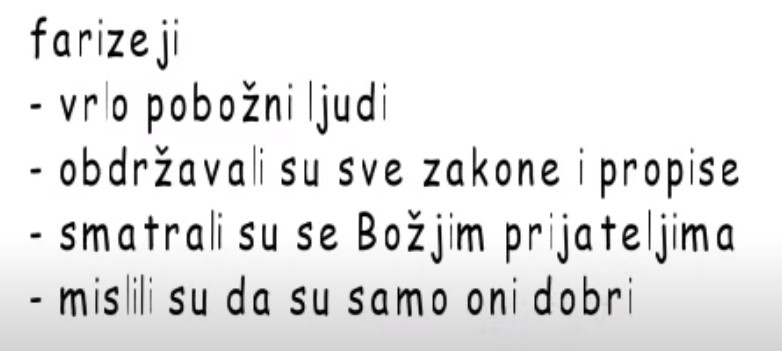 farizeji
- vrlo pobožni ljudi
- obdržavali su sve zakone i propise
- smatrali su se Božjim prijateljima
- mislili su da su samo oni dobri